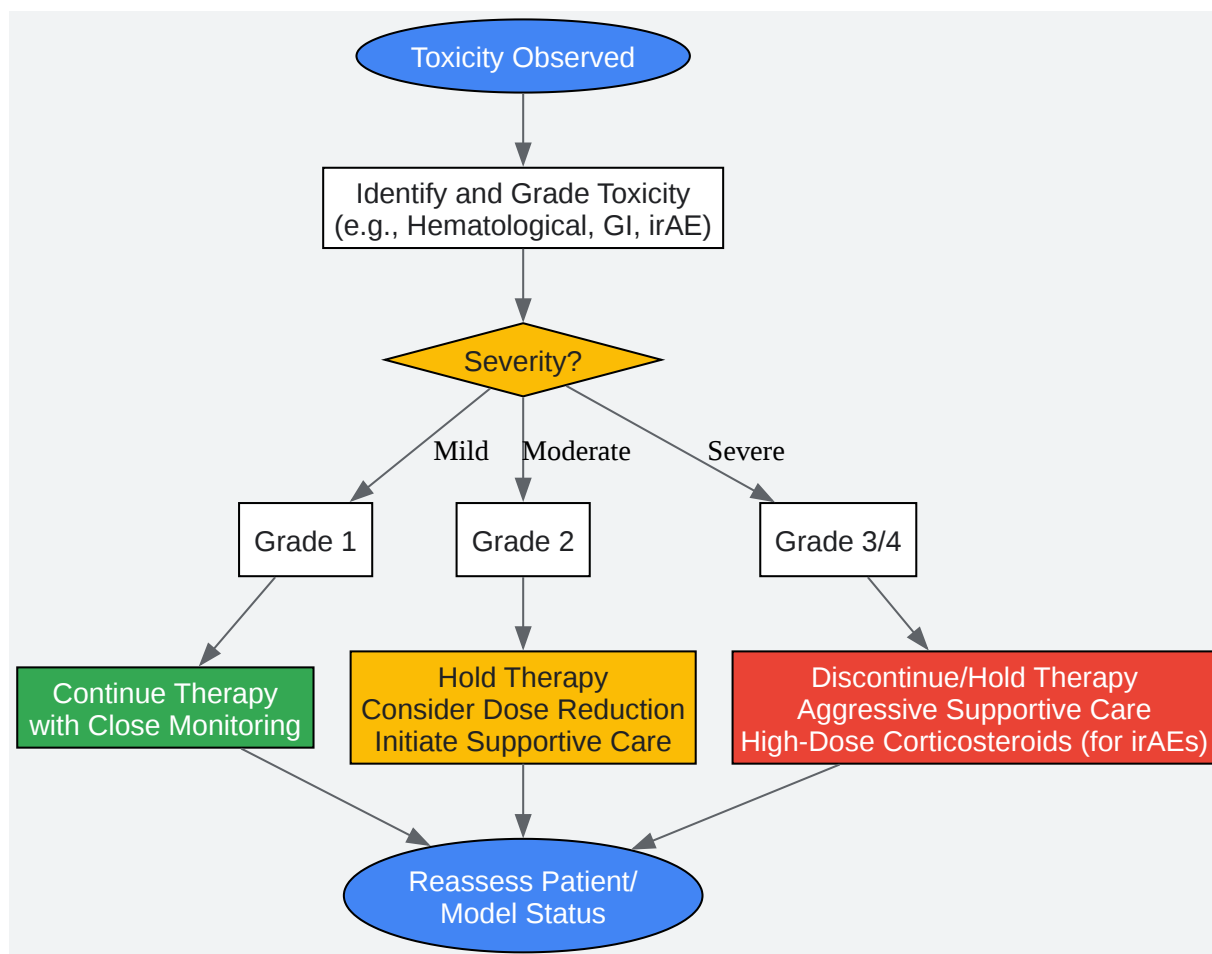 Toxicity Observed
Identify and Grade Toxicity
(e.g., Hematological, GI, irAE)
Severity?
Mild
Moderate
Severe
Grade 1
Grade 2
Grade 3/4
Continue Therapy
with Close Monitoring
Hold Therapy
Consider Dose Reduction
Initiate Supportive Care
Discontinue/Hold Therapy
Aggressive Supportive Care
High-Dose Corticosteroids (for irAEs)
Reassess Patient/
Model Status